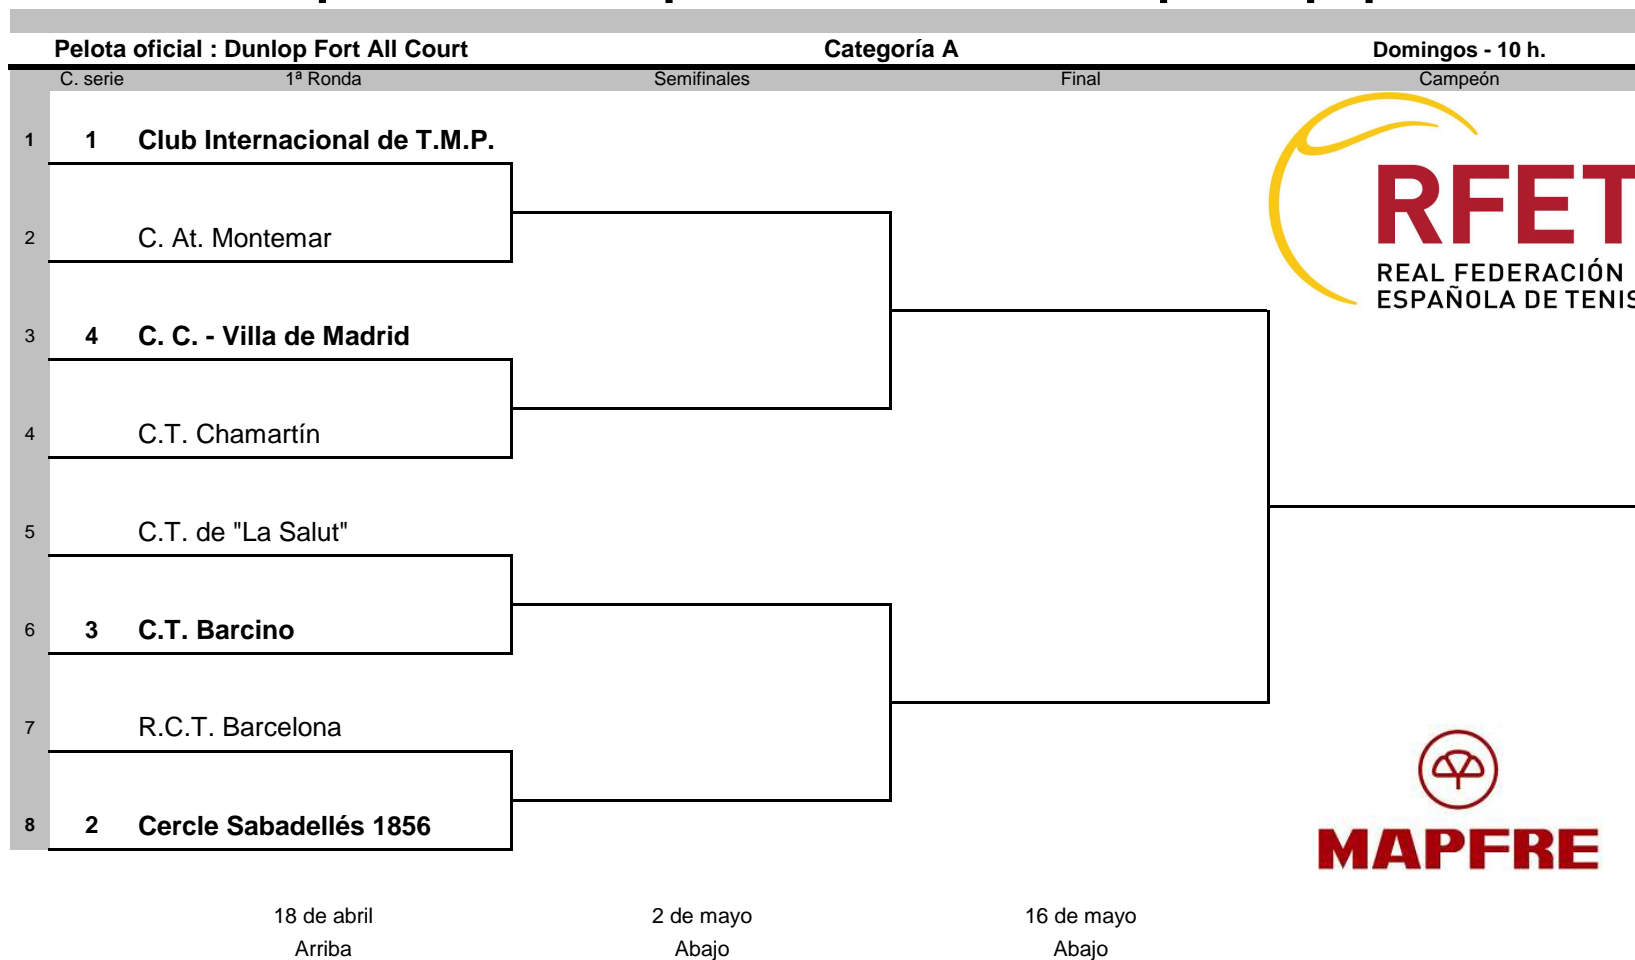 Pelota oficial : Dunlop Fort All Court Categoría A Domingos - 10 h.
C. serie 1ª Ronda Semifinales Final Campeón
1 1 Club Internacional de T.M.P.
RFET
2 C. At. Montemar
REAL FEDERACIÓN
ESPAÑOLA DE TENIS
3 4 C. C. - Villa de Madrid
4 C.T. Chamartín
5 C.T. de "La Salut"
6 3 C.T. Barcino
7 R.C.T. Barcelona
8 2 Cercle Sabadellés 1856
MAPFRE
18 de abril 2 de mayo 16 de mayo
Arriba Abajo Abajo